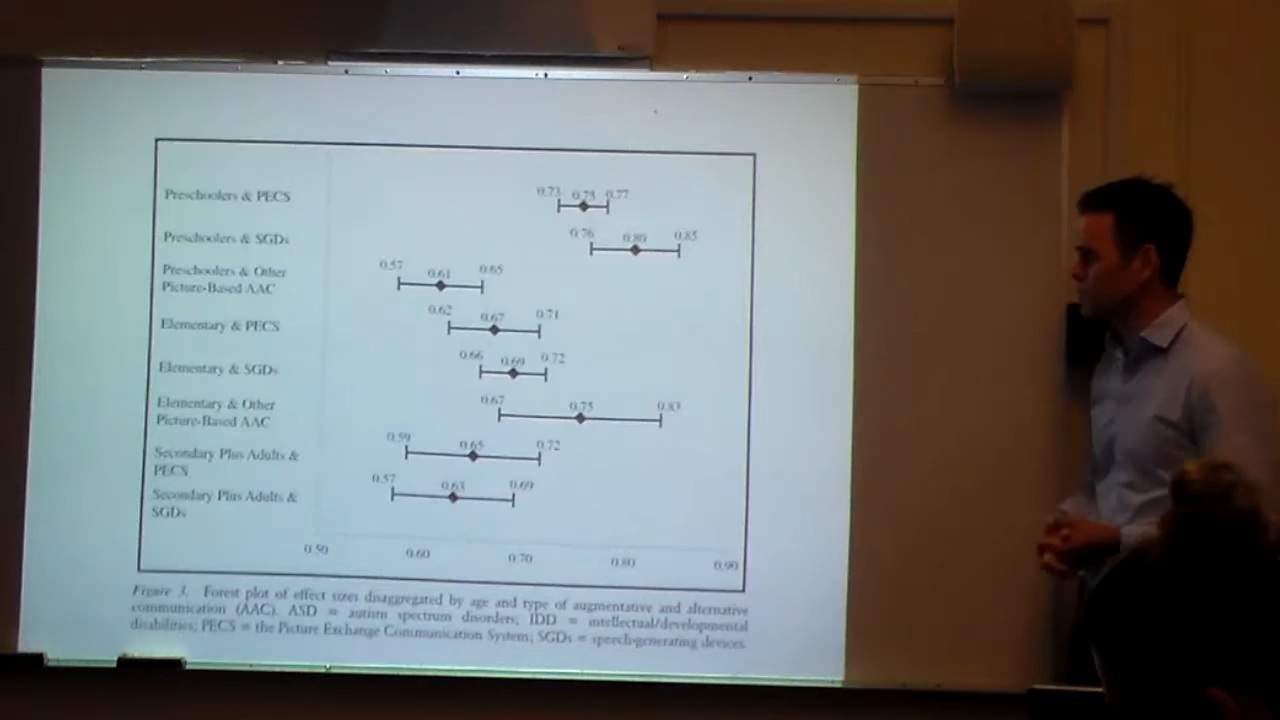 Preschoolers & PECS
0.73 0.75 0.77
Preschoolers & SGDs
0.76 0.80 0.85
Preschoolers & Other
Picture-Based AAC
0.57 0.61 0.65
Elementary & PECS
0.62 0.67 0.71
Elementary & SGDs
0.66 0.69 0.72
Elementary & Other
Picture-Based AAC
0.67 0.75 0.83
Secondary Plus Adults &
PECS
0.59 0.65 0.72
Secondary Plus Adults &
SGDs
0.57 0.63 0.69
0.50 0.60 0.70 0.80 0.90
Figure 3. Forest plot of effect sizes disaggregated by age and type of augmentative and alternative
communication (AAC). ASD = autism spectrum disorders; IDD = intellectual/developmental
disabilities; PECS = the Picture Exchange Communication System; SGDs = speech-generating devices.